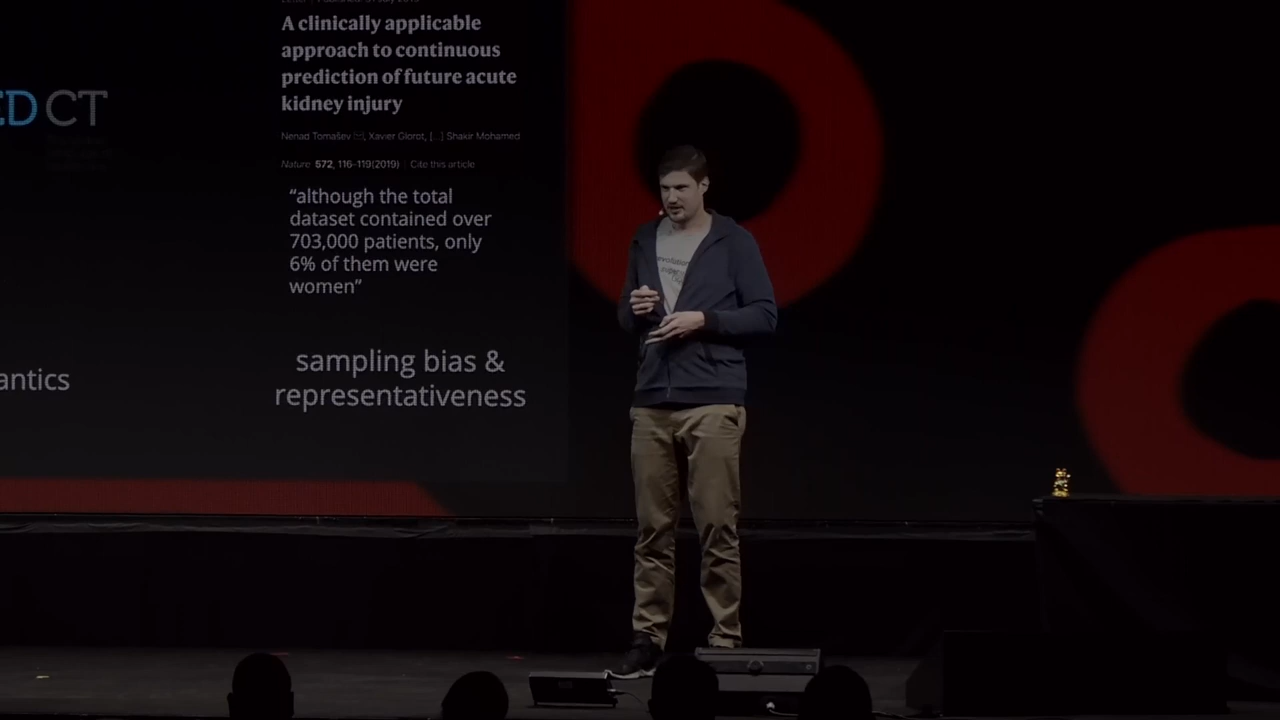 ED CT
A clinically applicable
approach to continuous
prediction of future acute
kidney injury
Nenad Tomašev, Xavier Glorot, [...] Shakir Mohamed
Nature 572, 116–119(2019) | Cite this article
“although the total
dataset contained over
703,000 patients, only
6% of them were
women”
antics
sampling bias &
representativeness